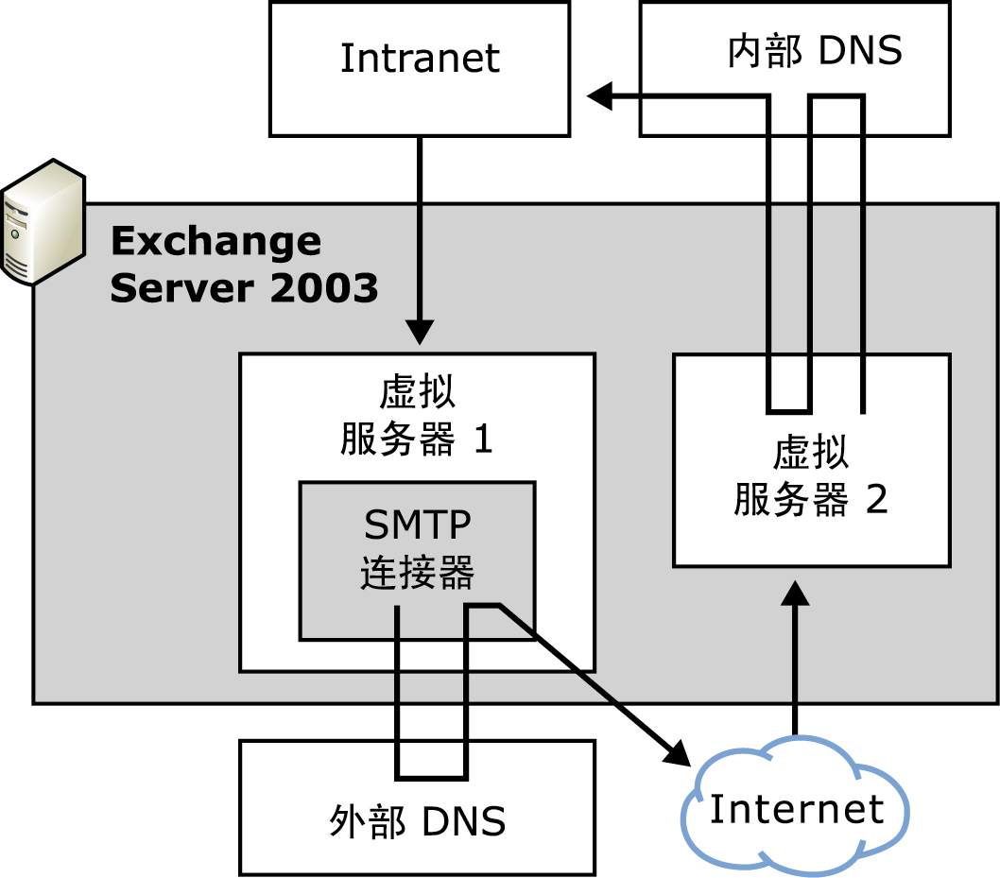 Intranet
内部 DNS
Exchange
Server 2003
虚拟
服务器 1
虚拟
服务器 2
SMTP
连接器
外部 DNS
Internet